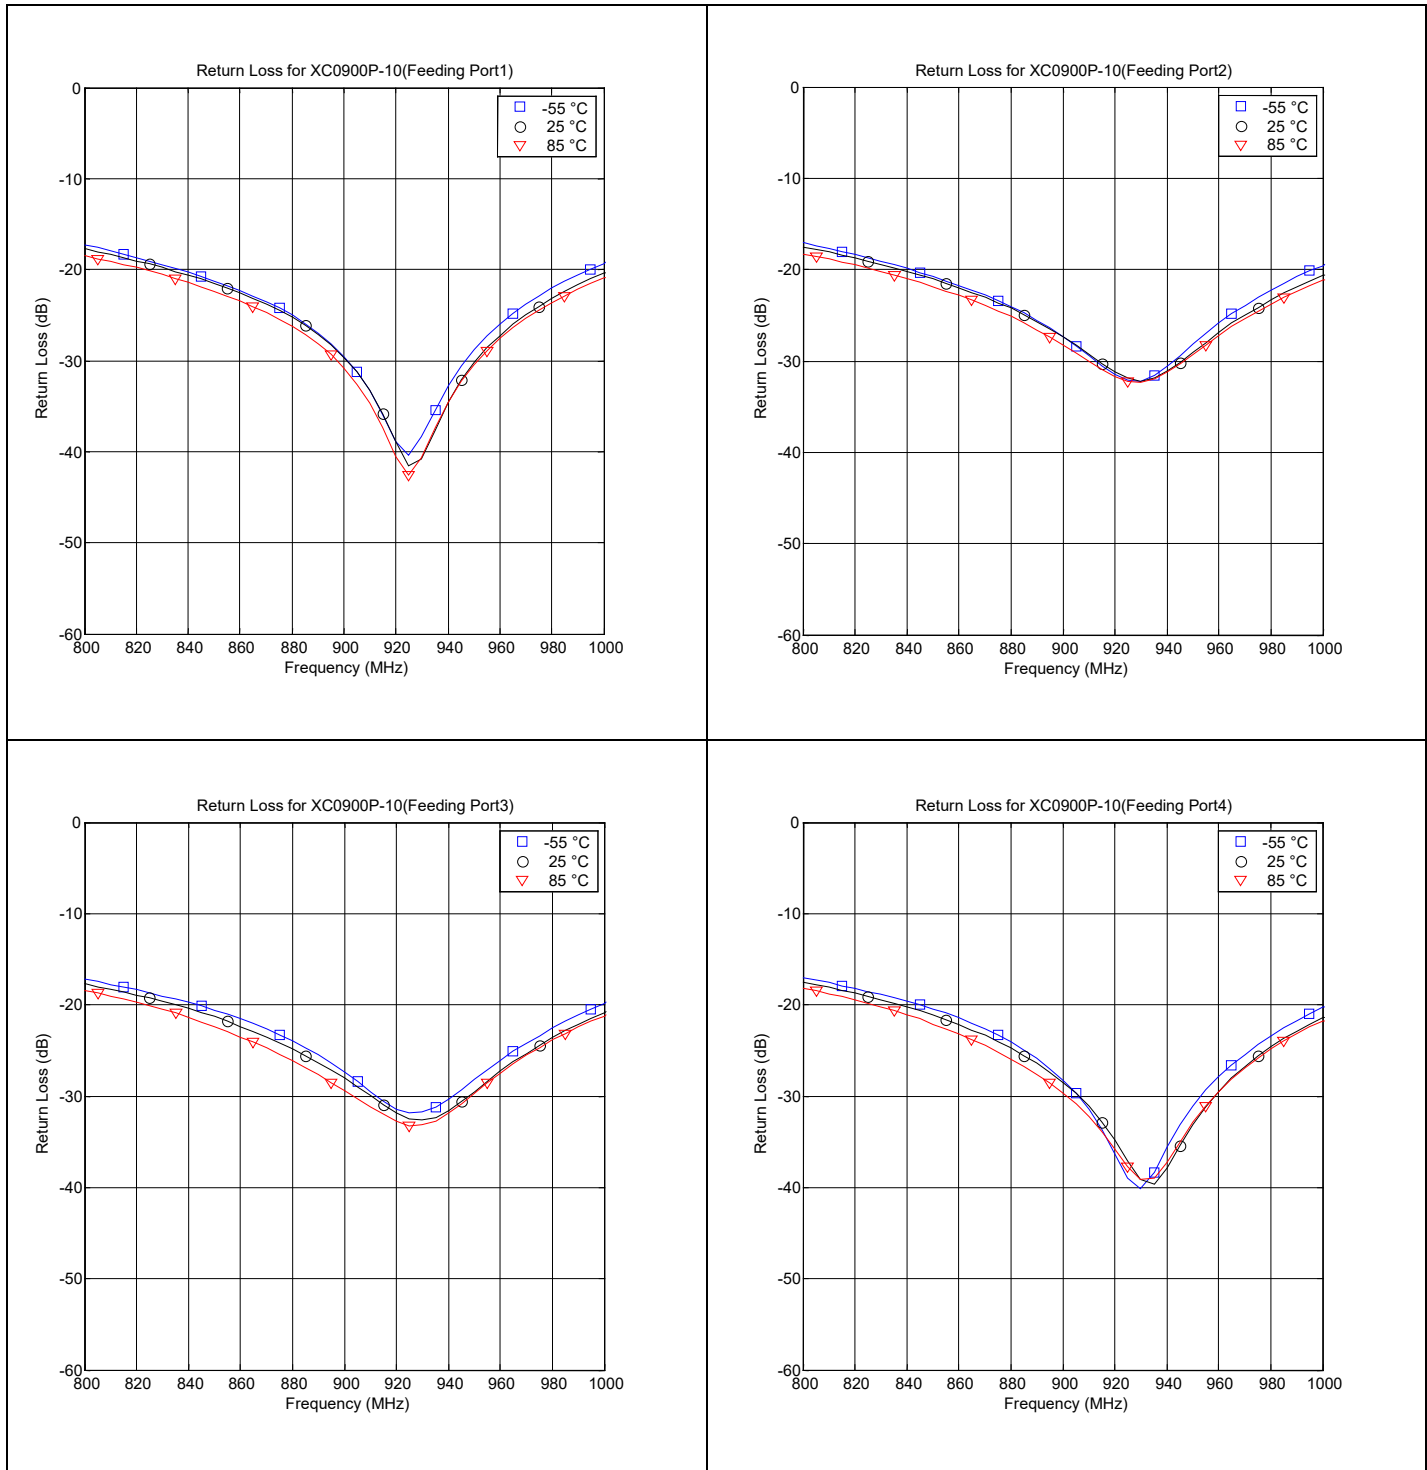 Return Loss for XC0900P-10(Feeding Port1)
-55 °C
25 °C
85 °C
0
-10
-20
-30
-40
-50
-60
Return Loss (dB)
800 820 840 860 880 900 920 940 960 980 1000
Frequency (MHz)
Return Loss for XC0900P-10(Feeding Port2)
-55 °C
25 °C
85 °C
0
-10
-20
-30
-40
-50
-60
Return Loss (dB)
800 820 840 860 880 900 920 940 960 980 1000
Frequency (MHz)
Return Loss for XC0900P-10(Feeding Port3)
-55 °C
25 °C
85 °C
0
-10
-20
-30
-40
-50
-60
Return Loss (dB)
800 820 840 860 880 900 920 940 960 980 1000
Frequency (MHz)
Return Loss for XC0900P-10(Feeding Port4)
-55 °C
25 °C
85 °C
0
-10
-20
-30
-40
-50
-60
Return Loss (dB)
800 820 840 860 880 900 920 940 960 980 1000
Frequency (MHz)